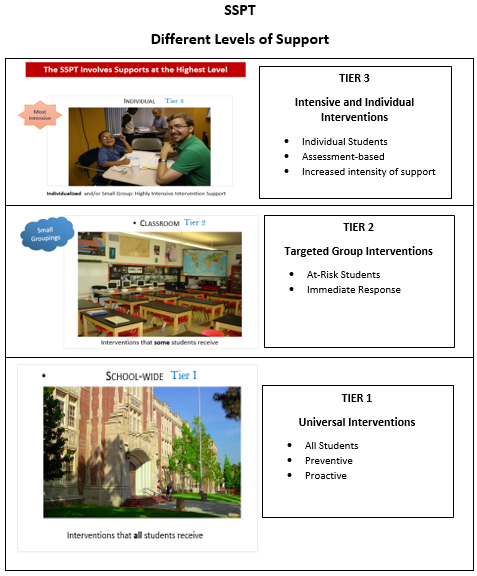 SSPT
Different Levels of Support
The SSPT Involves Supports at the Highest Level
Most
Intensive
INDIVIDUAL Tier 3
Individualized and/or Small Group: Highly Intensive Intervention Support
TIER 3
Intensive and Individual
Interventions
• Individual Students
• Assessment-based
• Increased intensity of support
Small
Groupings
• CLASSROOM Tier 2
Interventions that some students receive
TIER 2
Targeted Group Interventions
• At-Risk Students
• Immediate Response
• SCHOOL-WIDE Tier I
Interventions that all students receive
TIER 1
Universal Interventions
• All Students
• Preventive
• Proactive